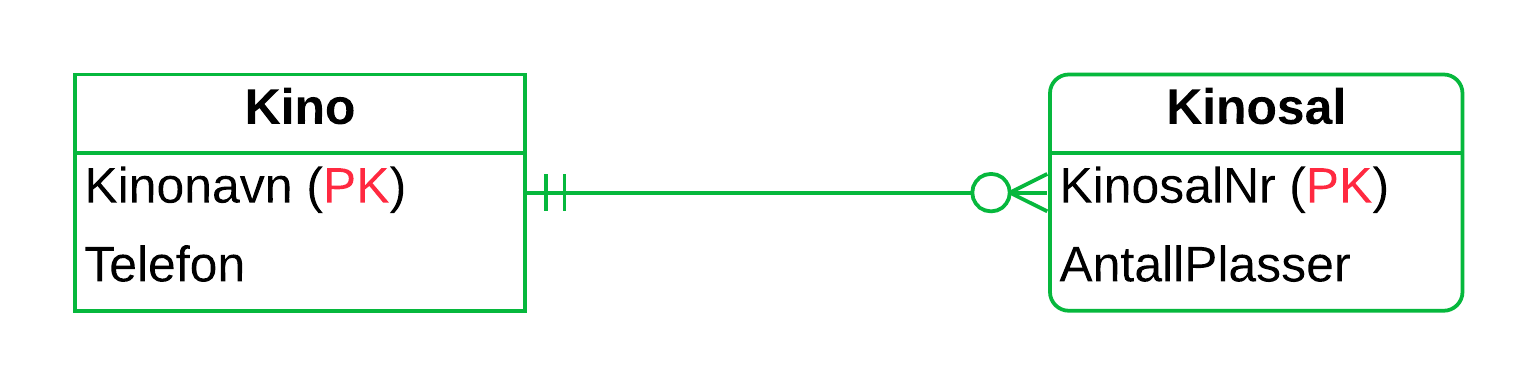 Kino
Kinonavn (PK)
Telefon
Kinosal
KinosalNr (PK)
AntallPlasser